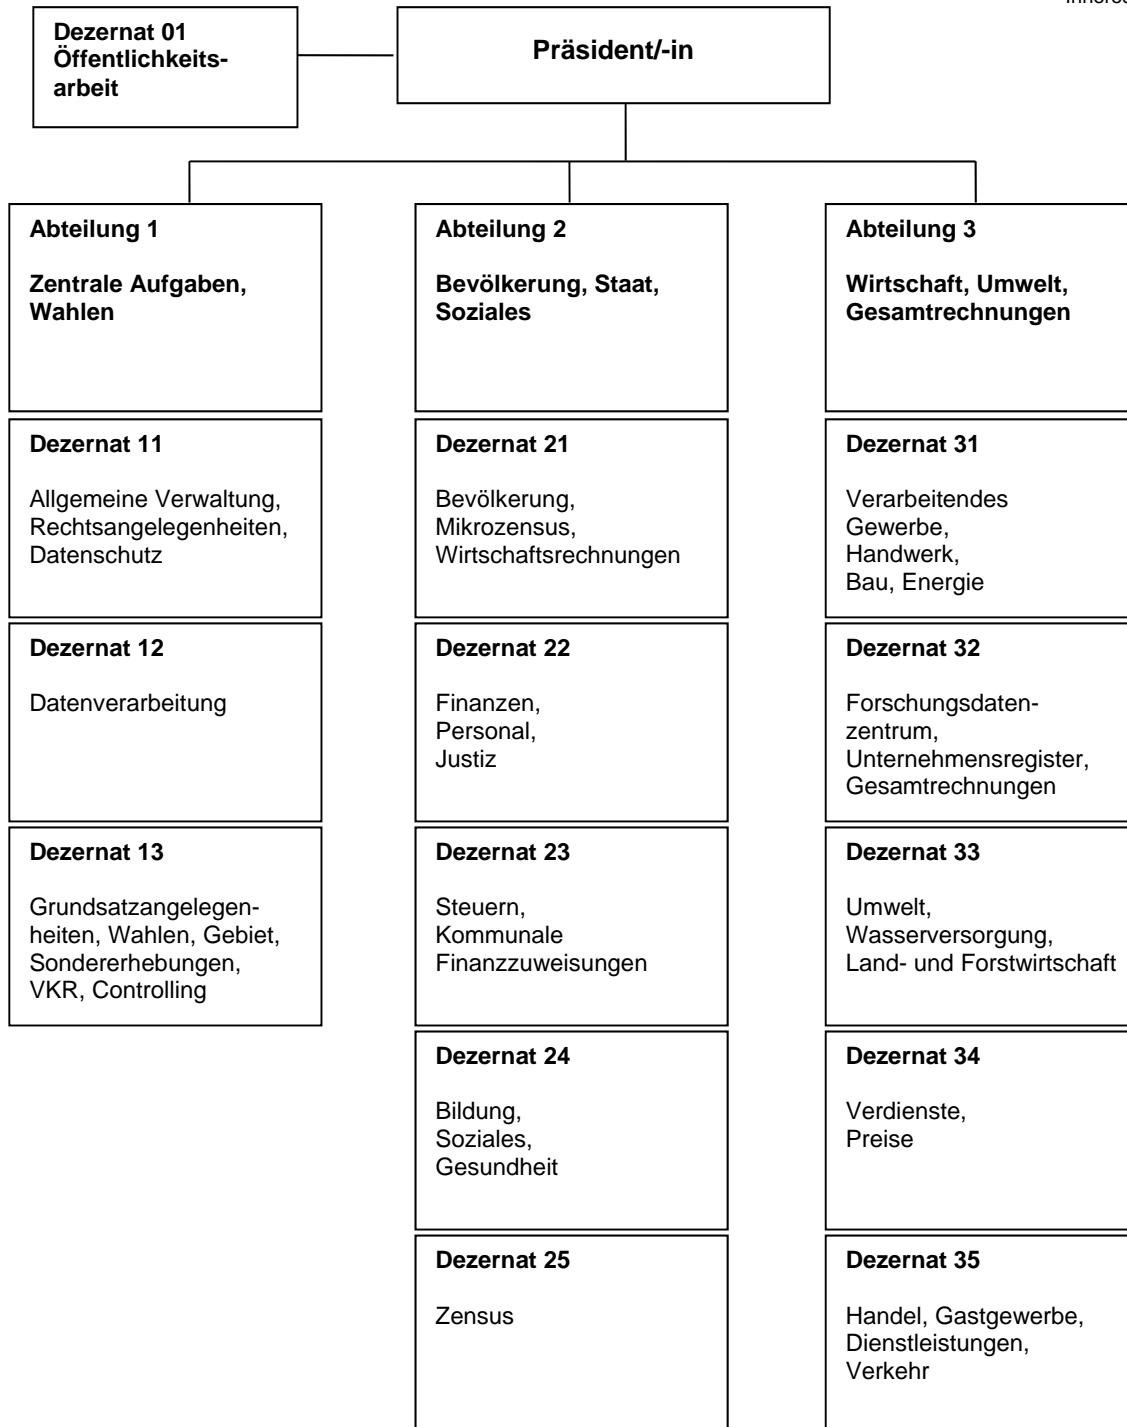 Dezernat 01
Öffentlichkeits-
arbeit
Präsident/-in
Abteilung 1
Zentrale Aufgaben,
Wahlen
Dezernat 11
Allgemeine Verwaltung,
Rechtsangelegenheiten,
Datenschutz
Dezernat 12
Datenverarbeitung
Dezernat 13
Grundsatzangelegen-
heiten, Wahlen, Gebiet,
Sondererhebungen,
VKR, Controlling
Abteilung 2
Bevölkerung, Staat,
Soziales
Dezernat 21
Bevölkerung,
Mikrozensus,
Wirtschaftsrechnungen
Dezernat 22
Finanzen,
Personal,
Justiz
Dezernat 23
Steuern,
Kommunale
Finanzzuweisungen
Dezernat 24
Bildung,
Soziales,
Gesundheit
Dezernat 25
Zensus
Abteilung 3
Wirtschaft, Umwelt,
Gesamtrechnungen
Dezernat 31
Verarbeitendes
Gewerbe,
Handwerk,
Bau, Energie
Dezernat 32
Forschungsdaten-
zentrum,
Unternehmensregister,
Gesamtrechnungen
Dezernat 33
Umwelt,
Wasserversorgung,
Land- und Forstwirtschaft
Dezernat 34
Verdienste,
Preise
Dezernat 35
Handel, Gastgewerbe,
Dienstleistungen,
Verkehr